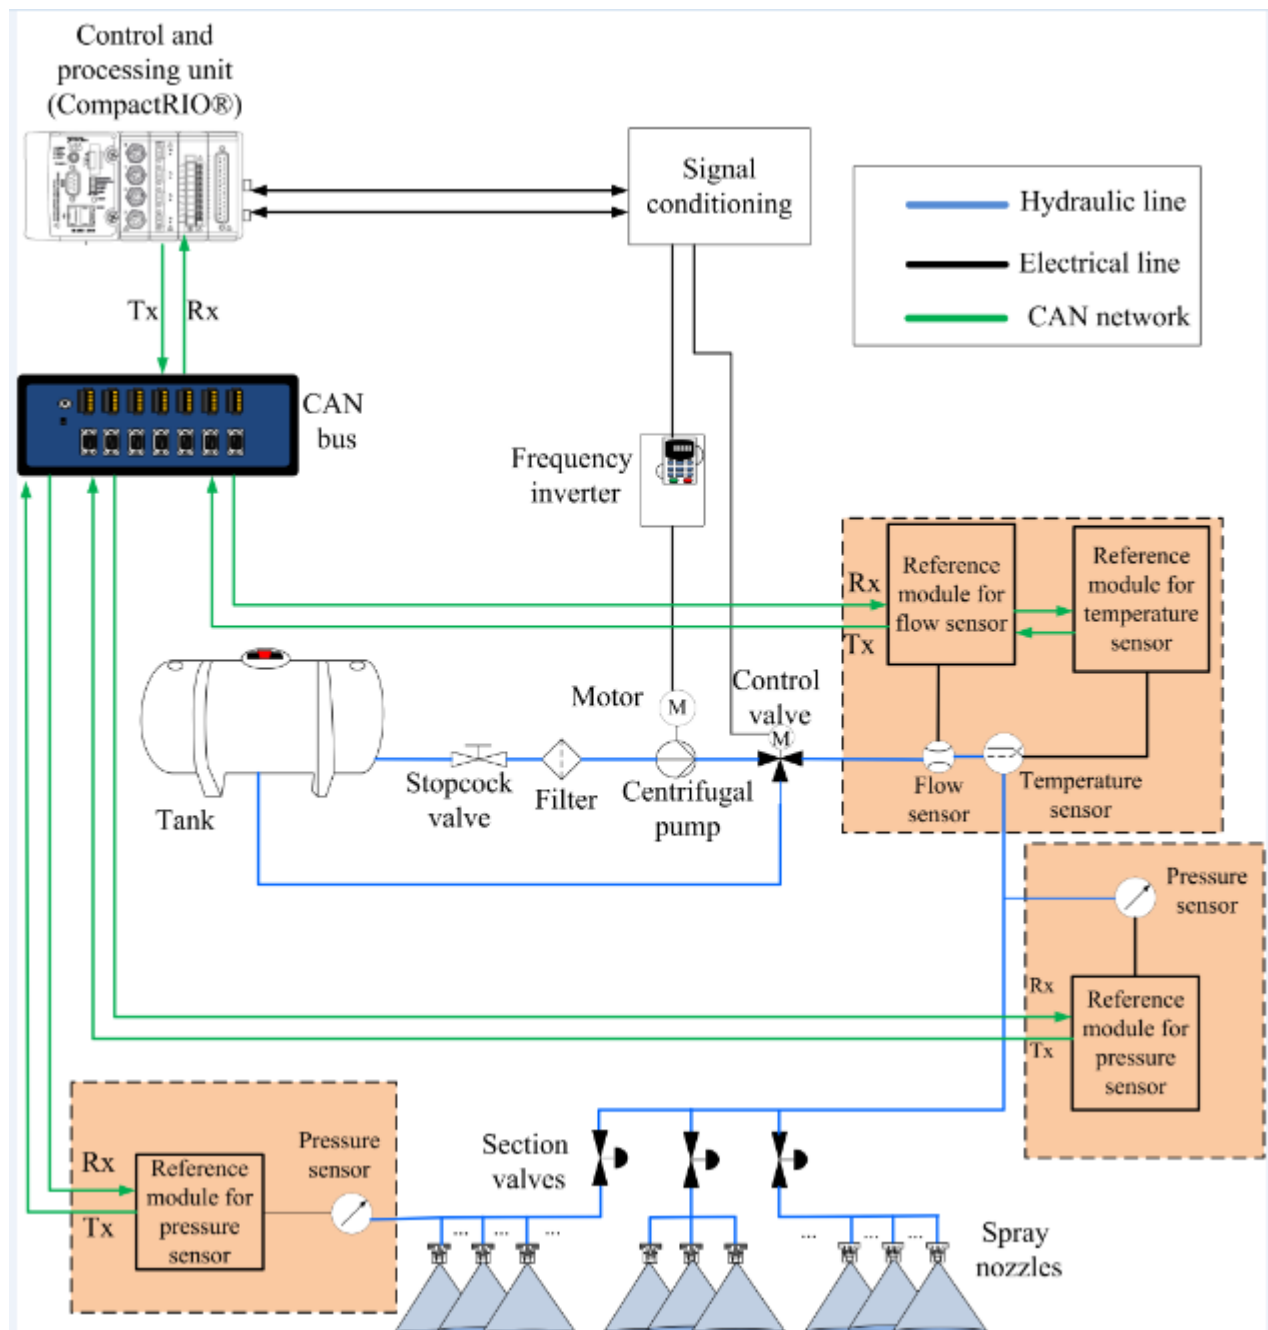 Control and
processing unit
(CompactRIO®)
Signal
conditioning
Hydraulic line
Electrical line
CAN network
Tx
Rx
CAN
bus
Frequency
inverter
Rx
Tx
Reference
module for
flow sensor
Reference
module for
temperature
sensor
Motor
M
Control
valve
M
Tank
Stopcock
valve
Filter
Centrifugal
pump
Flow
sensor
Temperature
sensor
Pressure
sensor
Rx
Tx
Reference
module for
pressure
sensor
Rx
Tx
Reference
module for
pressure
sensor
Pressure
sensor
Section
valves
... ...
... ...
Spray
nozzles